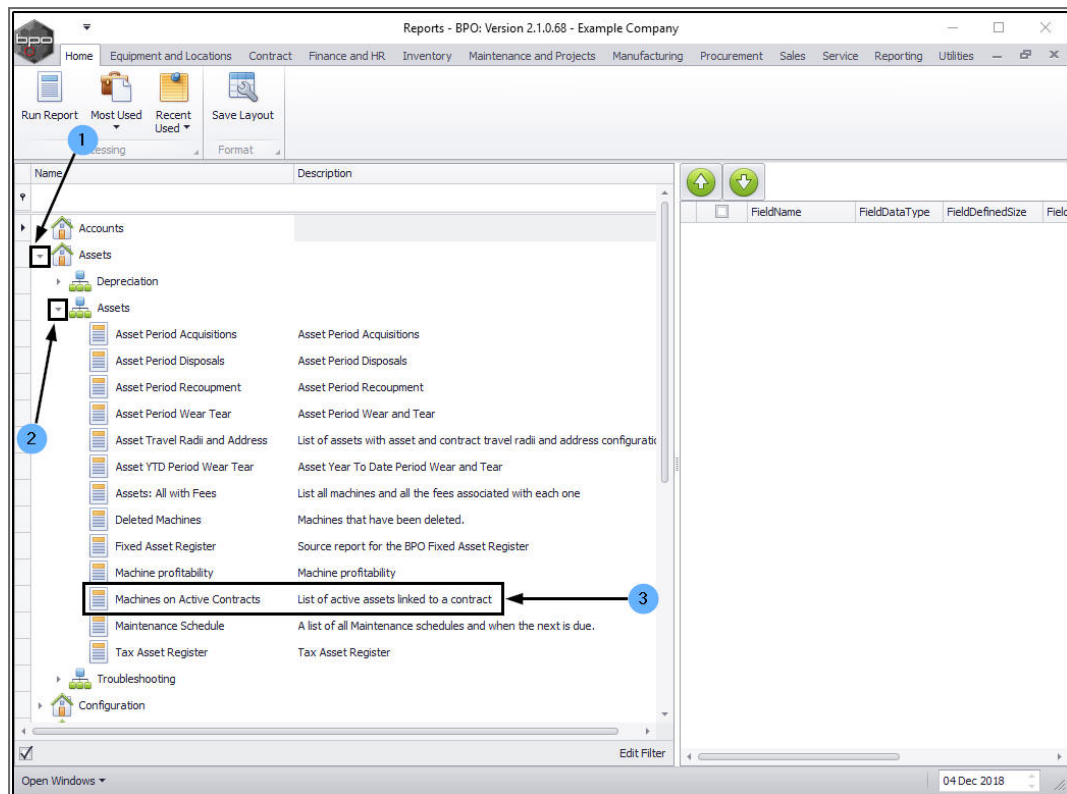 Reports - BPO: Version 2.1.0.68 - Example Company
bpo
Home Equipment and Locations Contract Finance and HR Inventory Maintenance and Projects Manufacturing Procurement Sales Service Reporting Utilities
Run Report Most Used Recent Used Save Layout
1
essing Format
Name Description
FieldName FieldDataType FieldDefinedSize Field
Accounts
Assets
Depreciation
Assets
Asset Period Acquisitions Asset Period Acquisitions
Asset Period Disposals Asset Period Disposals
Asset Period Recoupment Asset Period Recoupment
Asset Period Wear Tear Asset Period Wear and Tear
2
Asset Travel Radii and Address List of assets with asset and contract travel radii and address configuratio
Asset YTD Period Wear Tear Asset Year To Date Period Wear and Tear
Assets: All with Fees List all machines and all the fees associated with each one
Deleted Machines Machines that have been deleted.
Fixed Asset Register Source report for the BPO Fixed Asset Register
Machine profitability Machine profitability
Machines on Active Contracts List of active assets linked to a contract 3
Maintenance Schedule A list of all Maintenance schedules and when the next is due.
Tax Asset Register Tax Asset Register
Troubleshooting
Configuration
Edit Filter
Open Windows 04 Dec 2018